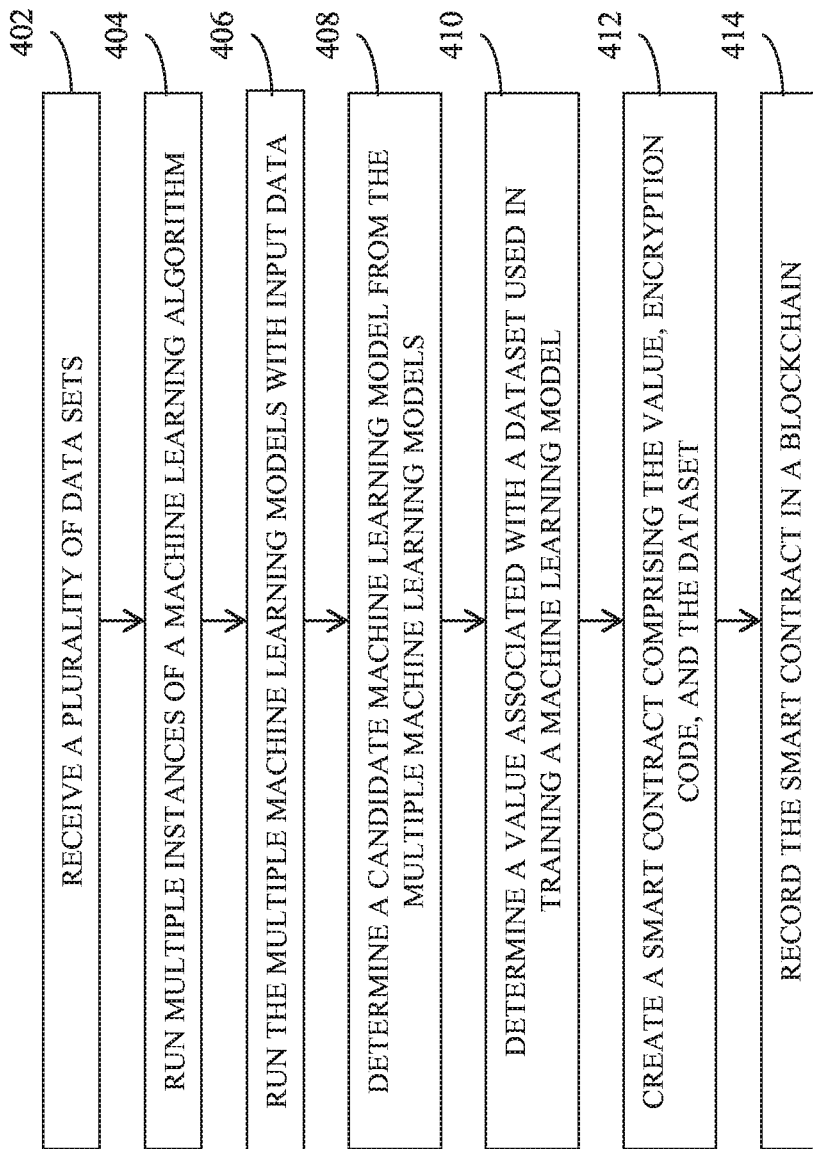 402
RECEIVE A PLURALITY OF DATA SETS
404
RUN MULTIPLE INSTANCES OF A MACHINE LEARNING ALGORITHM
406
RUN THE MULTIPLE MACHINE LEARNING MODELS WITH INPUT DATA
408
DETERMINE A CANDIDATE MACHINE LEARNING MODEL FROM THE
MULTIPLE MACHINE LEARNING MODELS
410
DETERMINE A VALUE ASSOCIATED WITH A DATASET USED IN
TRAINING A MACHINE LEARNING MODEL
412
CREATE A SMART CONTRACT COMPRISING THE VALUE, ENCRYPTION
CODE, AND THE DATASET
414
RECORD THE SMART CONTRACT IN A BLOCKCHAIN